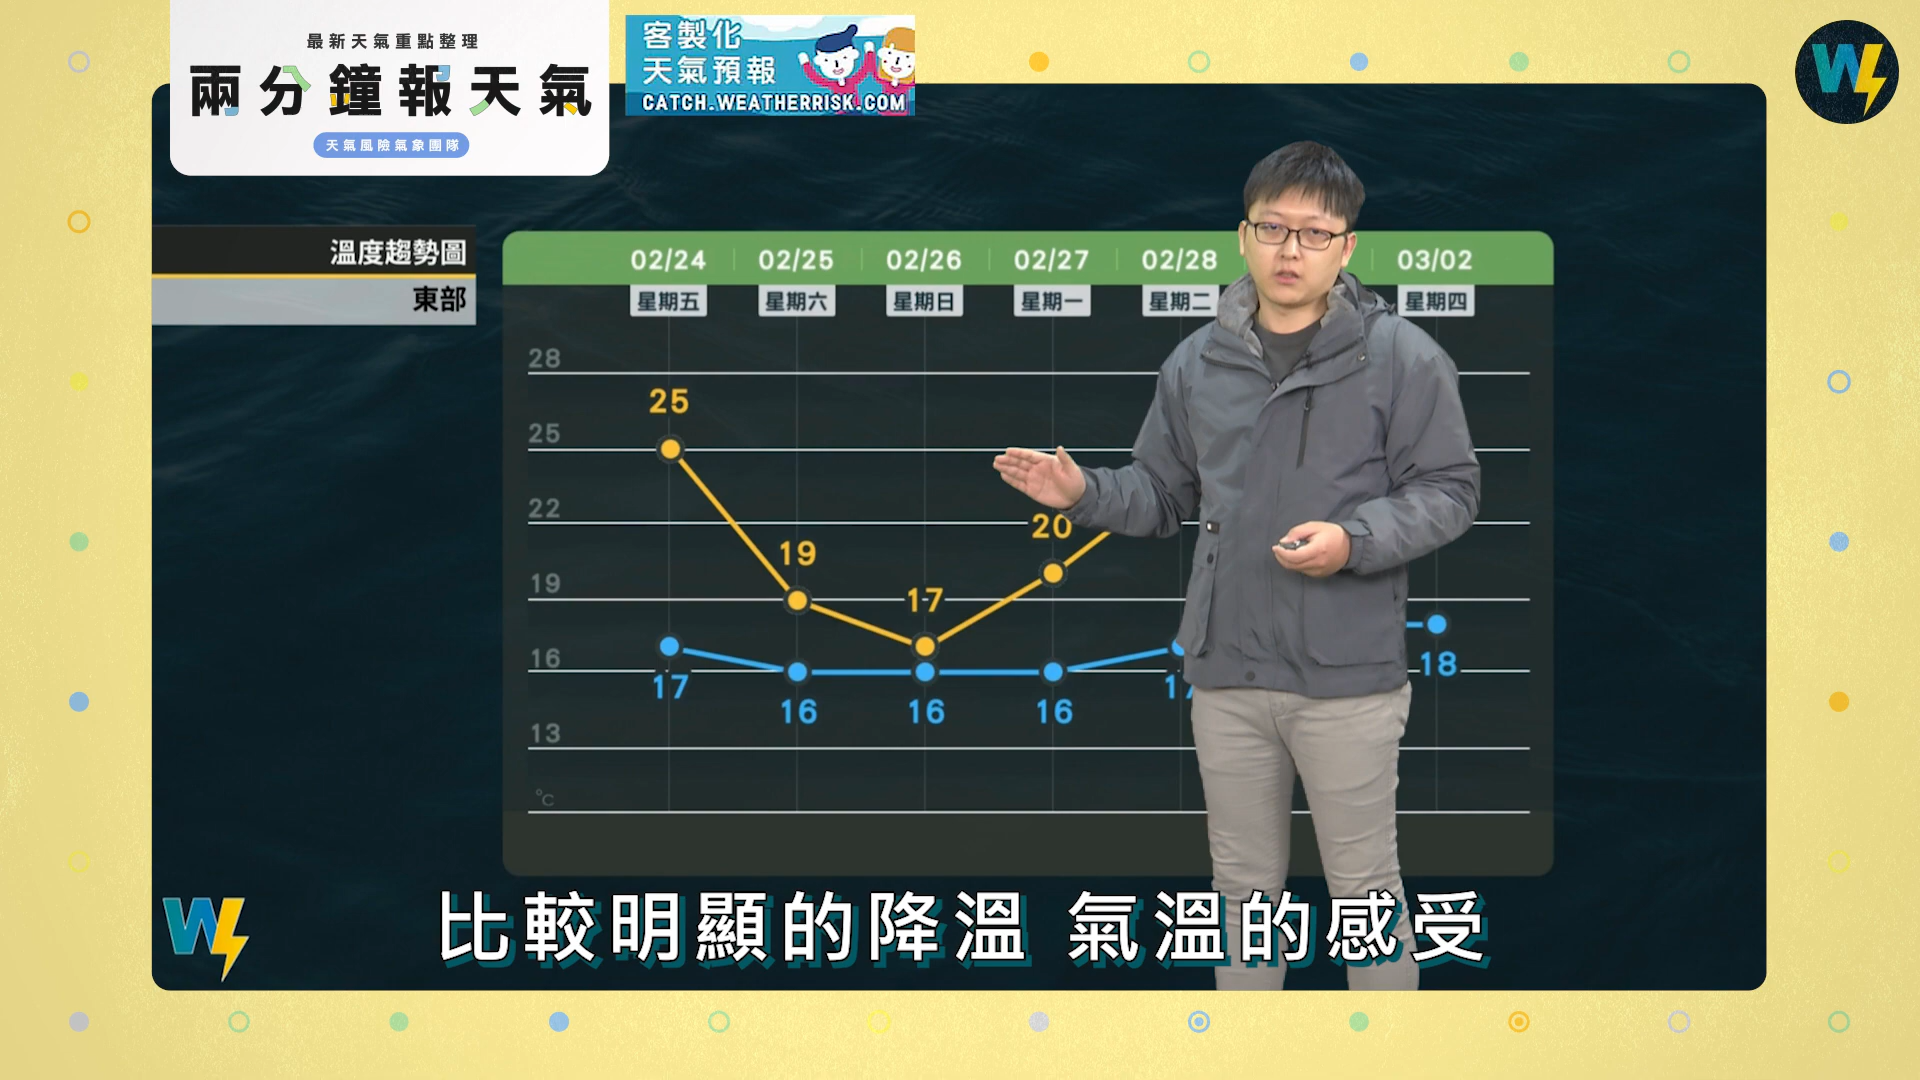 最新天氣重點整理
兩分鐘報天氣
天氣風險氣象團隊
客製化
天氣預報
CATCH.WEATHERRISK.COM
溫度趨勢圖
東部
02/24 02/25 02/26 02/27 02/28 03/02
星期五 星期六 星期日 星期一 星期二 星期四
28
25
25
22
20
19
19
17
16
17
16
16
16
18
13
°C
比較明顯的降溫 氣溫的感受